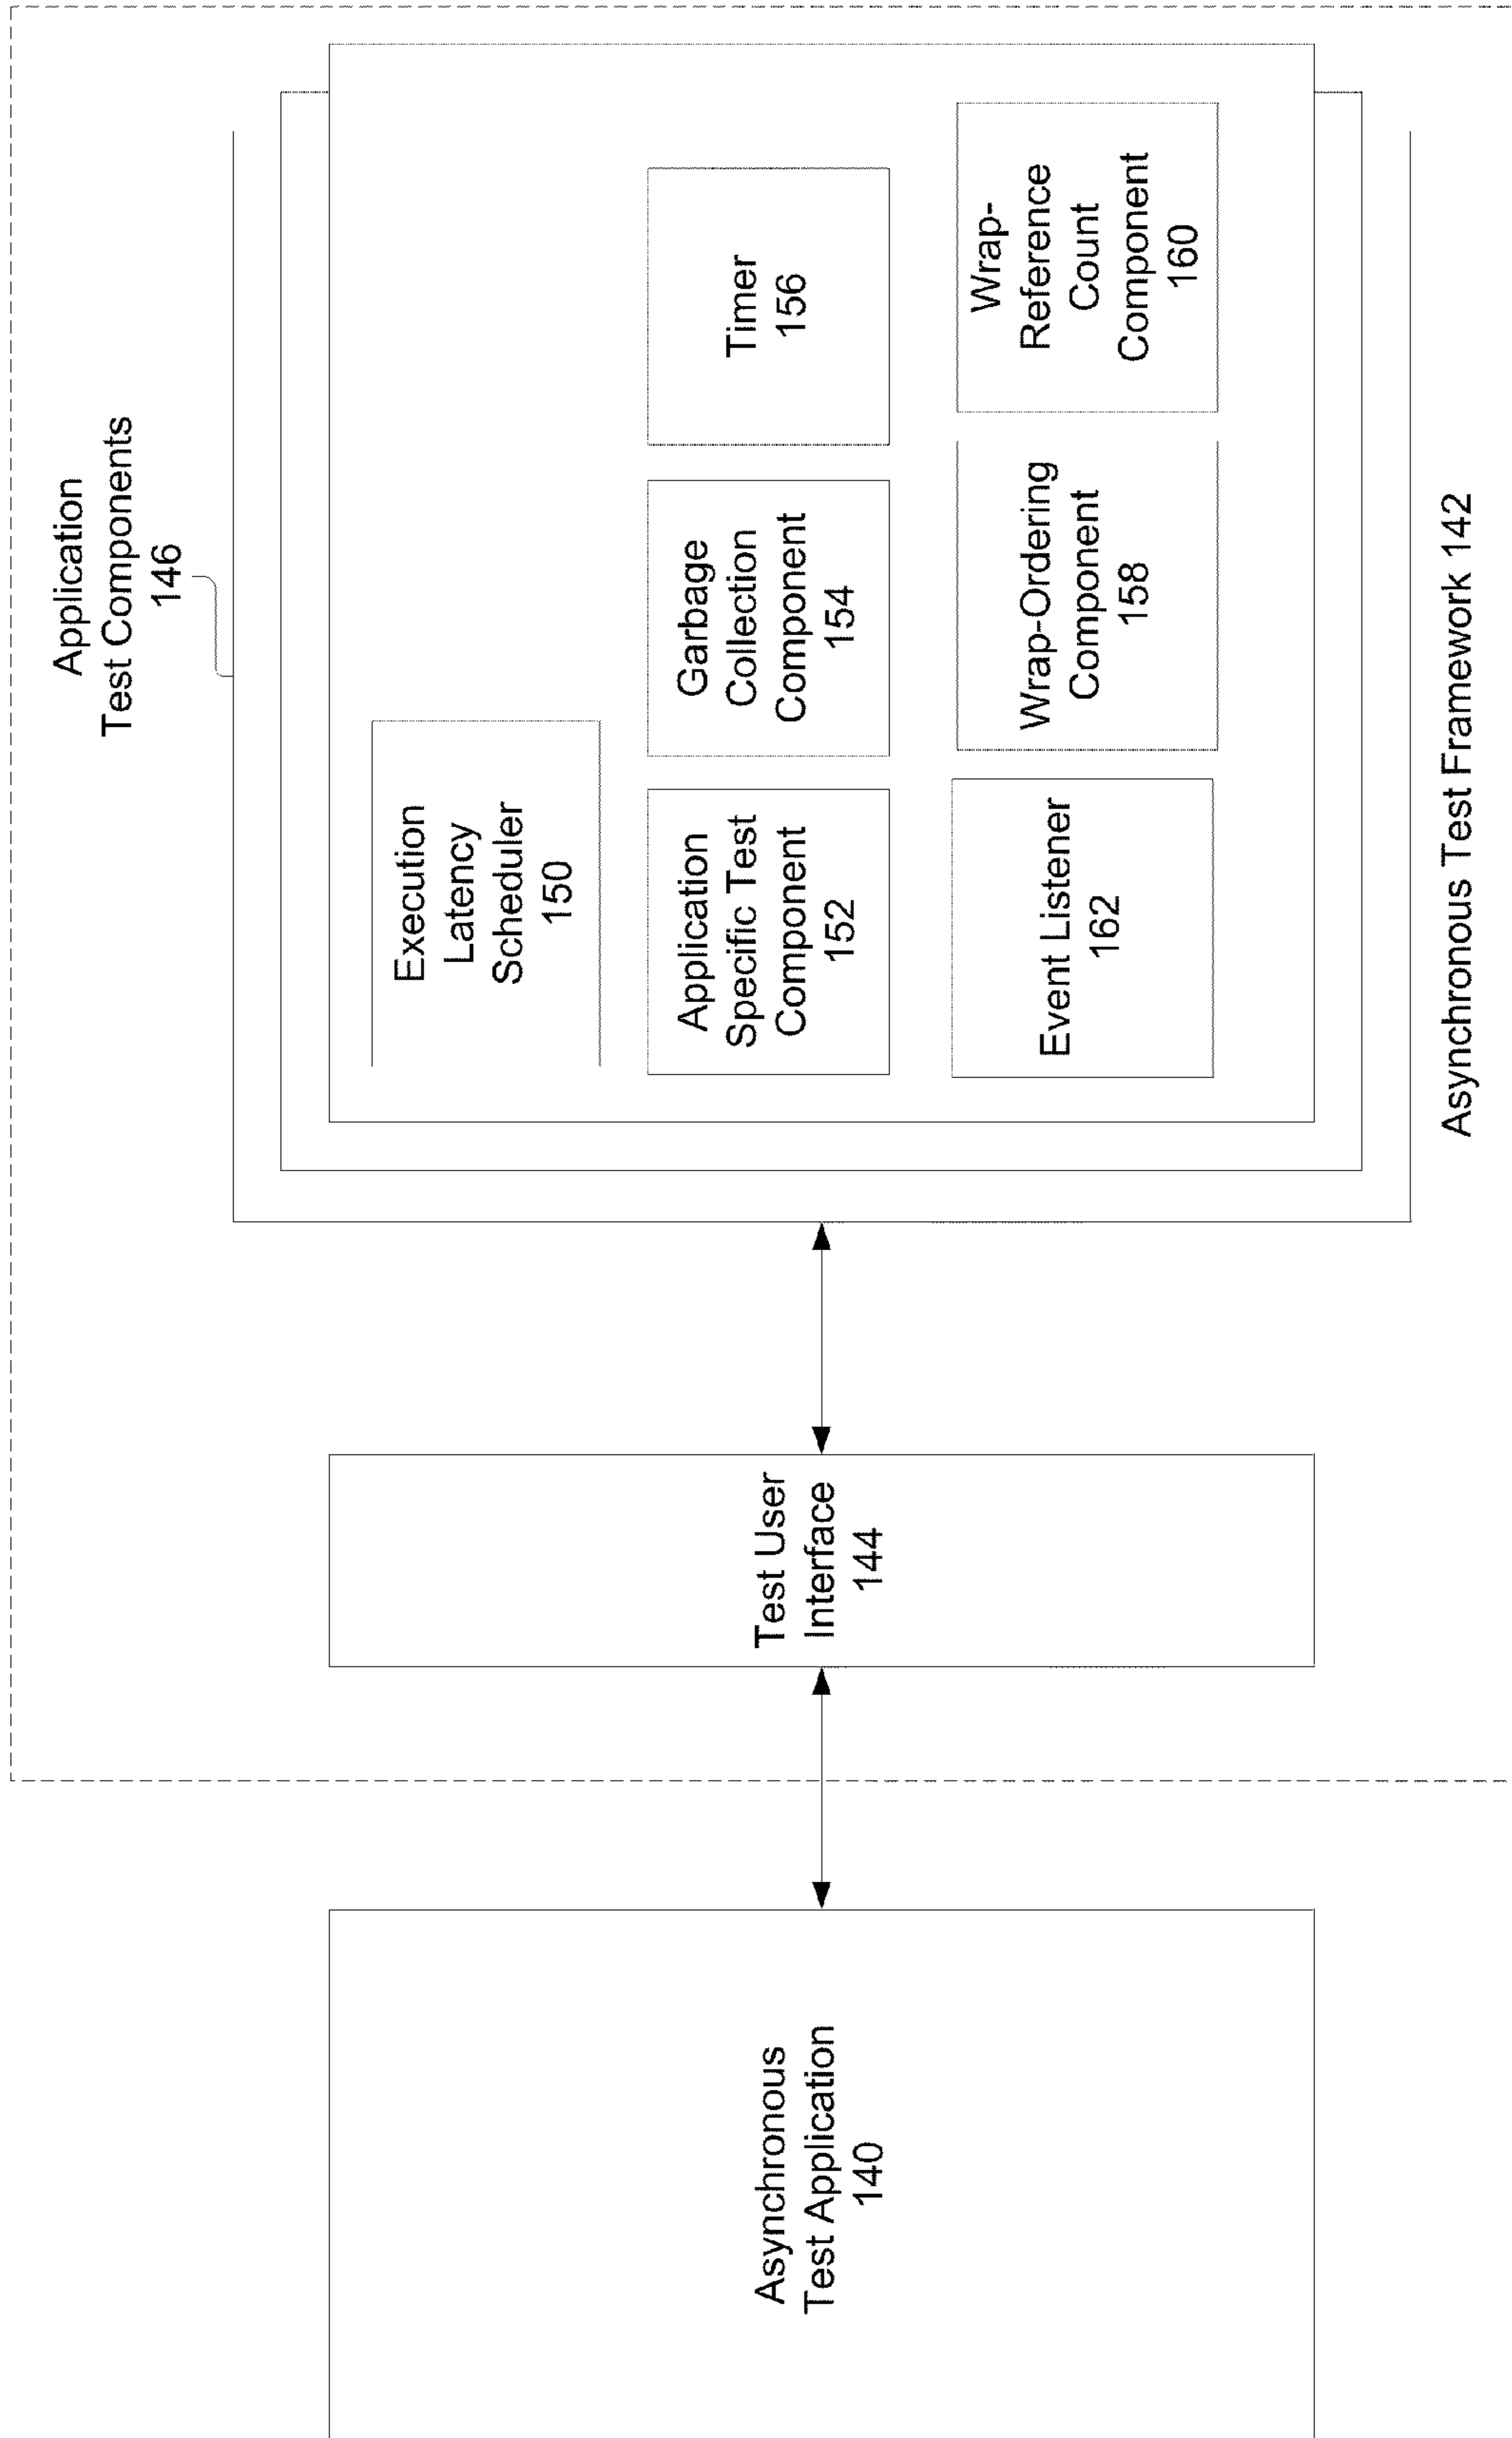 Application
Test Components
146
Execution
Latency
Scheduler
150
Application
Specific Test
Component
152
Garbage
Collection
Component
154
Timer
156
Event Listener
162
Wrap-Ordering
Component
158
Wrap-
Reference
Count
Component
160
Asynchronous
Test Application
140
Test User
Interface
144
Asynchronous Test Framework 142